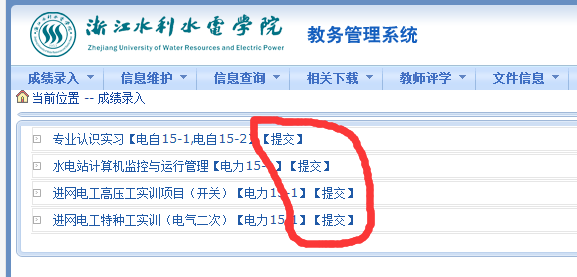 浙江水利水電學院
Zhejiang University of Water Resources and Electric Power
教务管理系统
成绩录入 信息维护 信息查询 相关下载 教师评学 文件信息
当前位置 -- 成绩录入
专业认识实习【电自15-1,电自15-2】【提交】
水电站计算机监控与运行管理【电力15-】【提交】
进网电工高压工实训项目（开关）【电力15-1】【提交】
进网电工特种工实训（电气二次）【电力15-1】【提交】